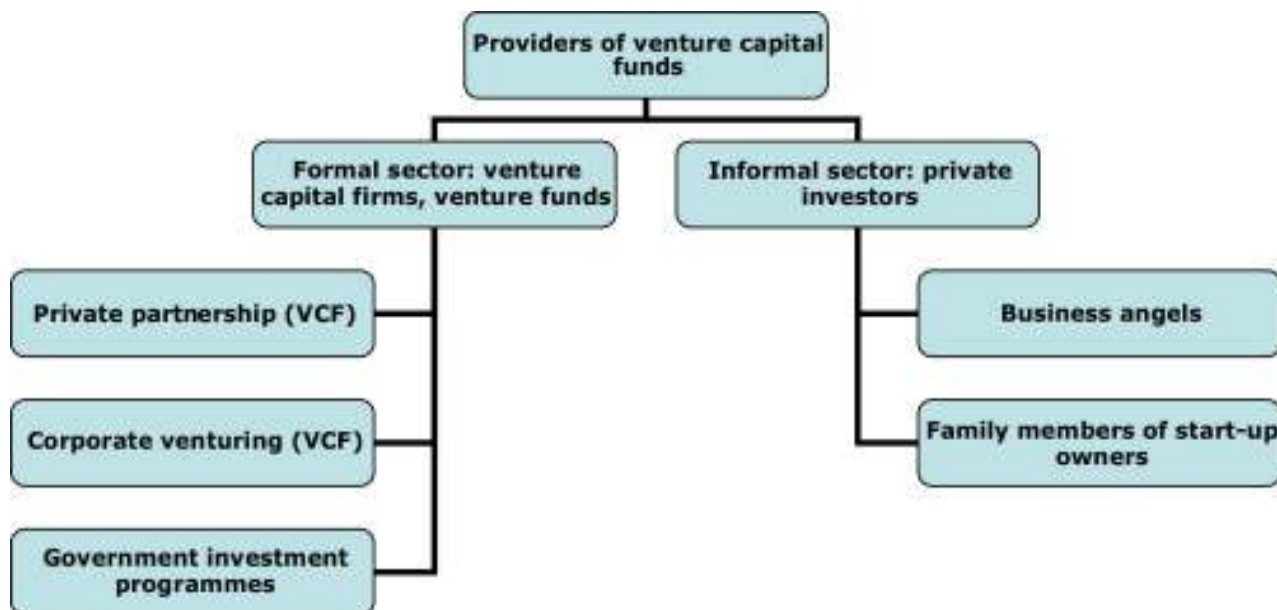 Providers of venture capital
funds
Formal sector: venture
capital firms, venture funds
Informal sector: private
investors
Private partnership (VCF)
Business angels
Corporate venturing (VCF)
Family members of start-up
owners
Government investment
programmes